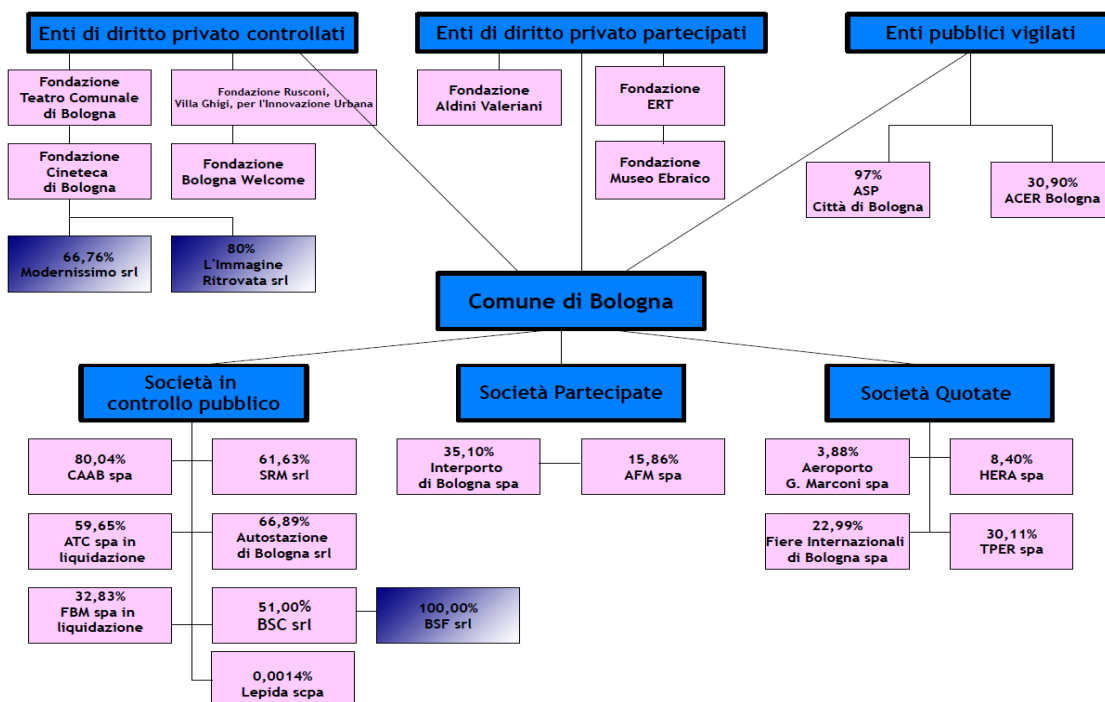 Enti di diritto privato controllati
Enti di diritto privato partecipati
Enti pubblici vigilati
Fondazione
Teatro Comunale
di Bologna
Fondazione Rusconi,
Villa Ghigi, per l'Innovazione Urbana
Fondazione
Aldini Valeriani
Fondazione
ERT
Fondazione
Cineteca
di Bologna
Fondazione
Bologna Welcome
Fondazione
Museo Ebraico
97%
ASP
Città di Bologna
30,90%
ACER Bologna
66,76%
Modernissimo srl
80%
L'Immagine
Ritrovata srl
Comune di Bologna
Società in
controllo pubblico
Società Partecipate
Società Quotate
80,04%
CAAB spa
61,63%
SRM srl
35,10%
Interporto
di Bologna spa
15,86%
AFM spa
3,88%
Aeroporto
G. Marconi spa
8,40%
HERA spa
59,65%
ATC spa in
liquidazione
66,89%
Autostazione
di Bologna srl
22,99%
Fiere Internazionali
di Bologna spa
30,11%
TPER spa
32,83%
FBM spa in
liquidazione
51,00%
BSC srl
100,00%
BSF srl
0,0014%
Lepida scpa